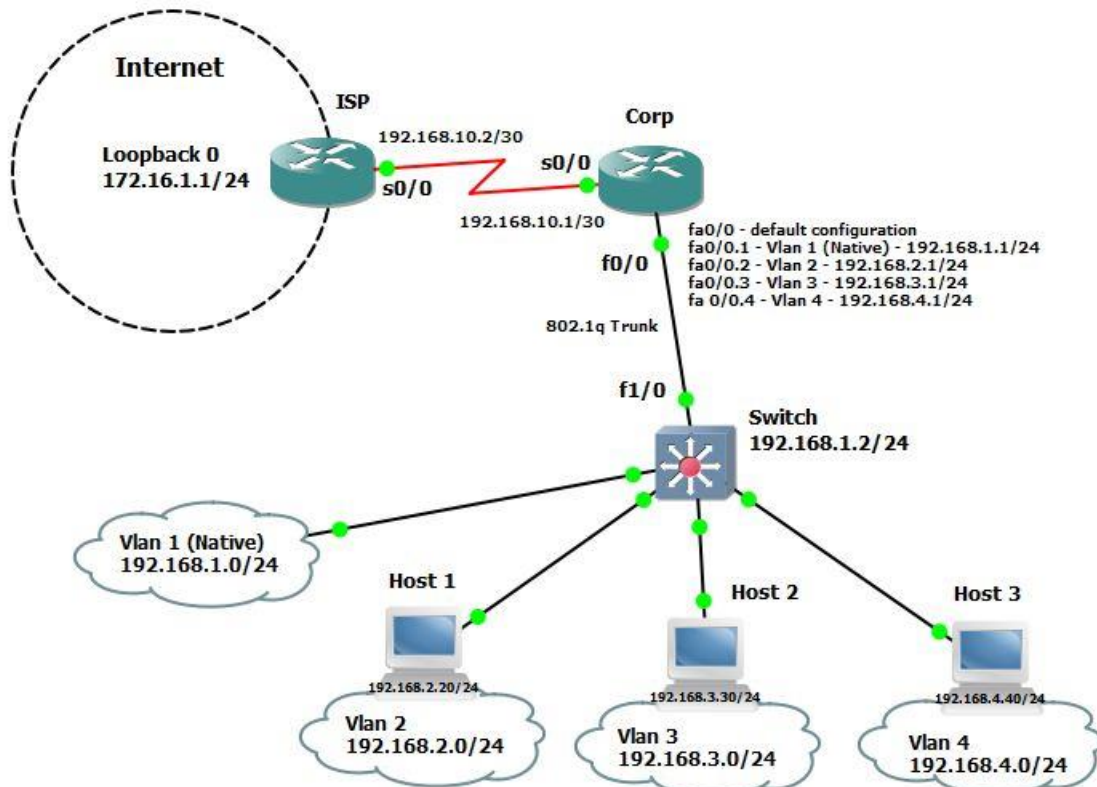 Internet
ISP
Loopback 0
172.16.1.1/24
192.168.10.2/30
s0/0
Corp
s0/0
192.168.10.1/30
f0/0
fa0/0 - default configuration
fa0/0.1 - Vlan 1 (Native) - 192.168.1.1/24
fa0/0.2 - Vlan 2 - 192.168.2.1/24
fa0/0.3 - Vlan 3 - 192.168.3.1/24
fa 0/0.4 - Vlan 4 - 192.168.4.1/24
802.1q Trunk
f1/0
Switch
192.168.1.2/24
Vlan 1 (Native)
192.168.1.0/24
Host 1
192.168.2.20/24
Vlan 2
192.168.2.0/24
Host 2
192.168.3.30/24
Vlan 3
192.168.3.0/24
Host 3
192.168.4.40/24
Vlan 4
192.168.4.0/24